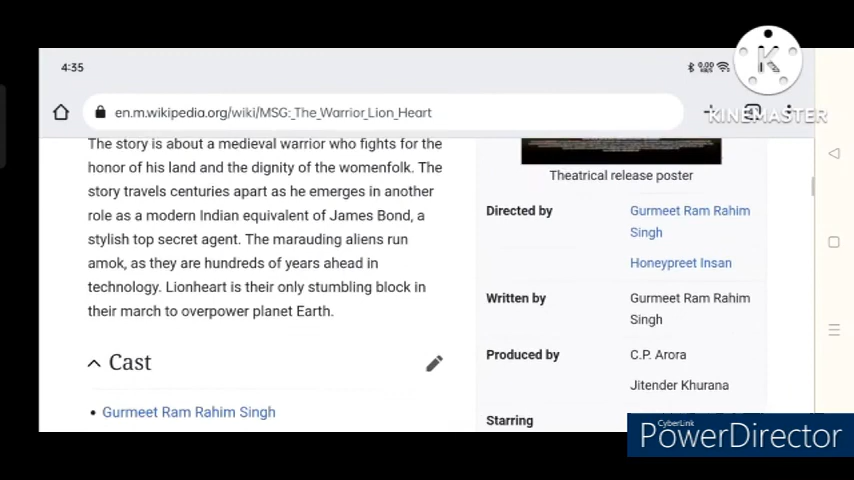 4:35
0.00
en.m.wikipedia.org/wiki/MSG:_The_Warrior_Lion_Heart
KINEMASTER
The story is about a medieval warrior who fights for the
honor of his land and the dignity of the womenfolk. The
story travels centuries apart as he emerges in another
role as a modern Indian equivalent of James Bond, a
stylish top secret agent. The marauding aliens run
amok, as they are hundreds of years ahead in
technology. Lionheart is their only stumbling block in
their march to overpower planet Earth.
Cast
• Gurmeet Ram Rahim Singh
Theatrical release poster
Directed by
Gurmeet Ram Rahim
Singh
Honeypreet Insan
Written by
Gurmeet Ram Rahim
Singh
Produced by
C.P. Arora
Jitender Khurana
Starring
CyberLink
PowerDirector